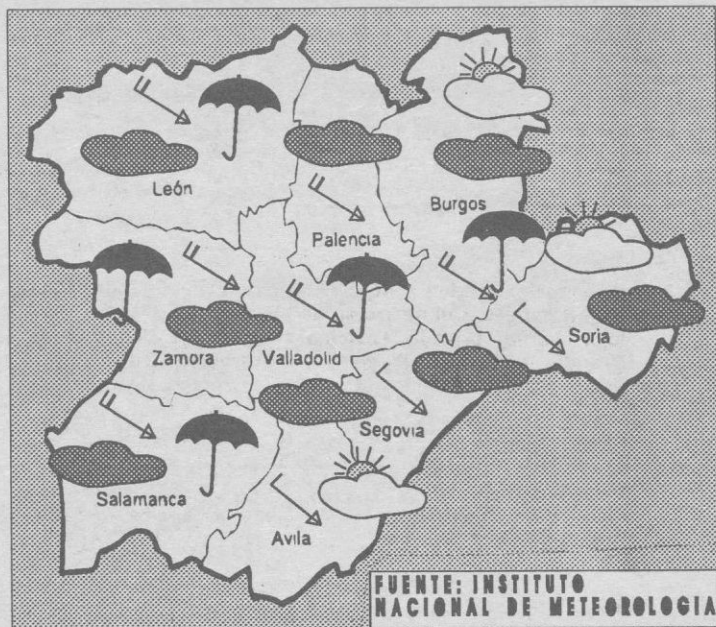 León
Burgos
Palencia
Soria
Zamora
Valladolid
Segovia
Salamanca
Avila
FUENTE: INSTITUTO
NACIONAL DE METEOROLOGIA